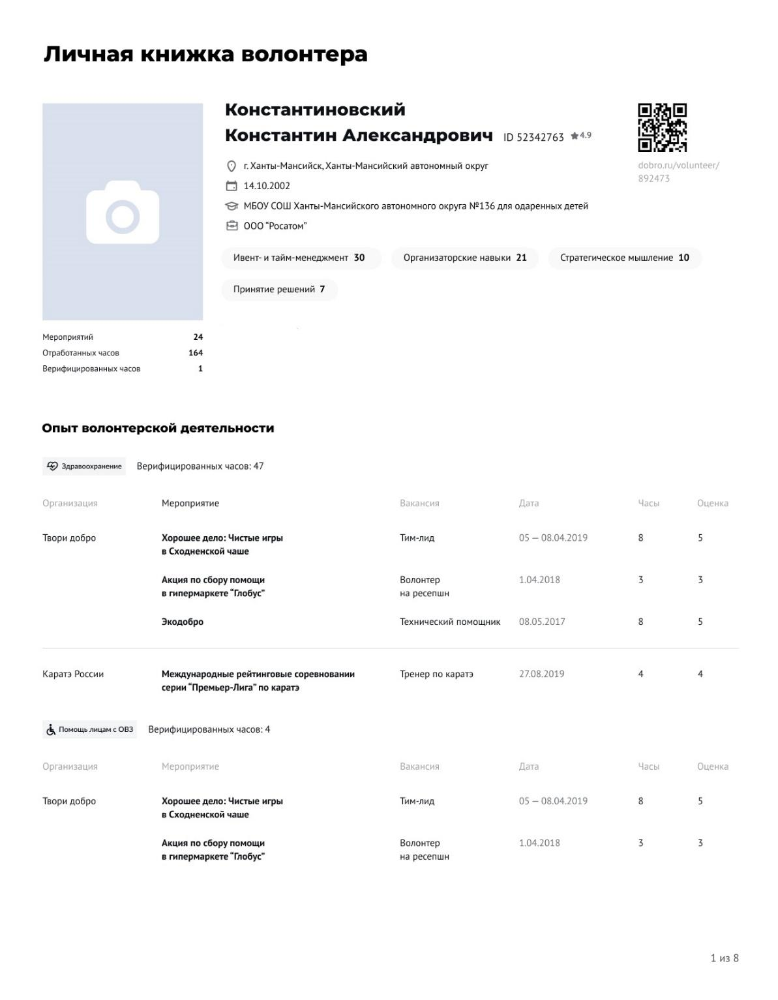 Личная книжка волонтера
Константиновский
Константин Александрович ID 52342763 4.9
г. Ханты-Мансийск, Ханты-Мансийский автономный округ
14.10.2002
МБОУ СОШ Ханты-Мансийского автономного округа №136 для одаренных детей
ООО “Росатом”
dobro.ru/volunteer/
892473
Ивент- и тайм-менеджмент 30 Организаторские навыки 21 Стратегическое мышление 10
Принятие решений 7
Мероприятий 24
Отработанных часов 164
Верифицированных часов 1
Опыт волонтерской деятельности
Здравоохранение Верифицированных часов: 47
Организация Мероприятие Вакансия Дата Часы Оценка
Твори добро Хорошее дело: Чистые игры Тим-лид 05 — 08.04.2019 8 5
в Сходненской чаше
Акция по сбору помощи Волонтер 1.04.2018 3 3
в гипермаркете “Глобус” на ресепшн
Экодобро Технический помощник 08.05.2017 8 5
Каратэ России Международные рейтинговые соревновании Тренер по каратэ 27.08.2019 4 4
серии “Премьер-Лига” по каратэ
Помощь лицам с ОВЗ Верифицированных часов: 4
Организация Мероприятие Вакансия Дата Часы Оценка
Твори добро Хорошее дело: Чистые игры Тим-лид 05 — 08.04.2019 8 5
в Сходненской чаше
Акция по сбору помощи Волонтер 1.04.2018 3 3
в гипермаркете “Глобус” на ресепшн
1 из 8